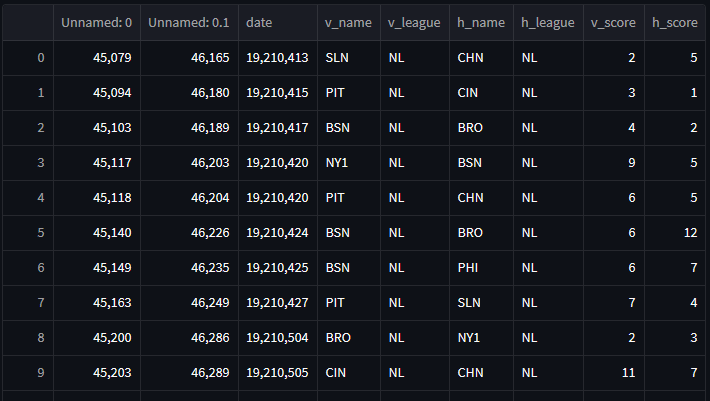 Unnamed: 0 Unnamed: 0.1 date v_name v_league h_name h_league v_score h_score
0 45,079 46,165 19,210,413 SLN NL CHN NL 2 5
1 45,094 46,180 19,210,415 PIT NL CIN NL 3 1
2 45,103 46,189 19,210,417 BSN NL BRO NL 4 2
3 45,117 46,203 19,210,420 NY1 NL BSN NL 9 5
4 45,118 46,204 19,210,420 PIT NL CHN NL 6 5
5 45,140 46,226 19,210,424 BSN NL BRO NL 6 12
6 45,149 46,235 19,210,425 BSN NL PHI NL 6 7
7 45,163 46,249 19,210,427 PIT NL SLN NL 7 4
8 45,200 46,286 19,210,504 BRO NL NY1 NL 2 3
9 45,203 46,289 19,210,505 CIN NL CHN NL 11 7